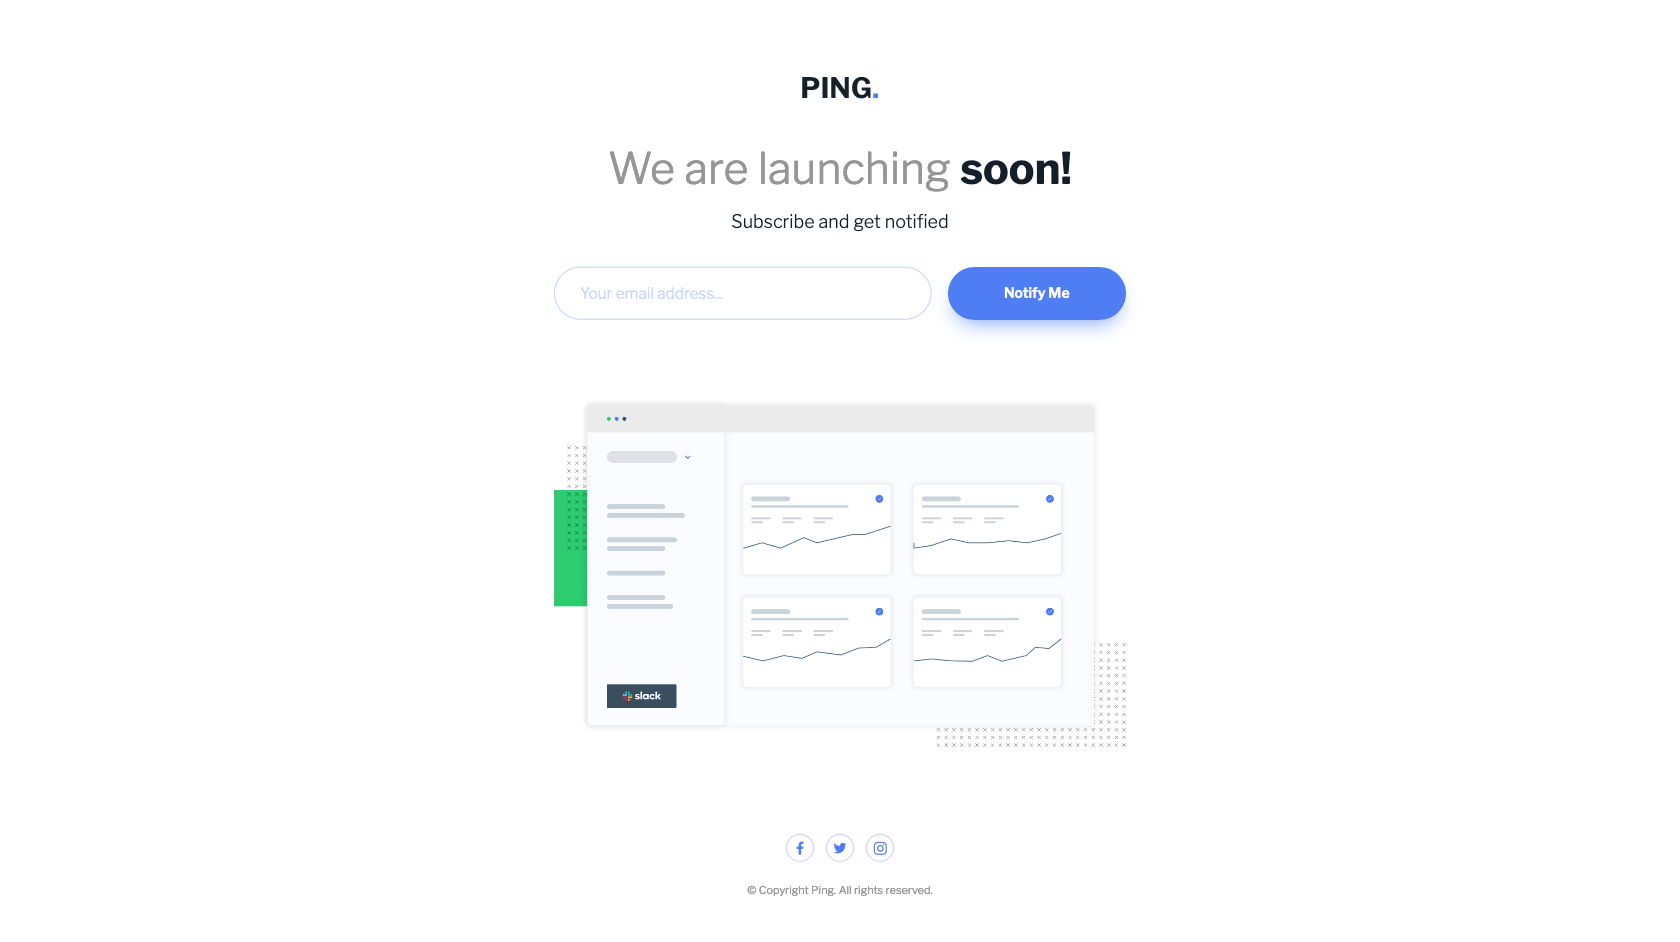 PING.
We are launching soon!
Subscribe and get notified
Your email address...
Notify Me
slack
© Copyright Ping. All rights reserved.